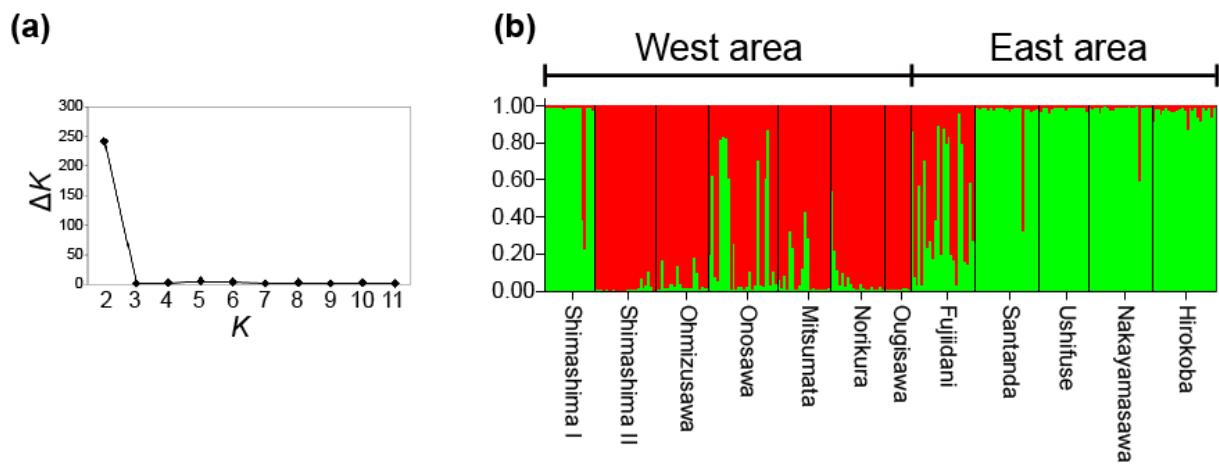 (a)
300
250
200
150
100
50
0
ΔK
2 3 4 5 6 7 8 9 10 11
K
(b)
West area East area
1.00
0.80
0.60
0.40
0.20
0.00
Shimashima I
Shimashima II
Ohmizusawa
Onosawa
Mitsumata
Norikura
Ougisawa
Fujiidani
Santanda
Ushifuse
Nakayamasawa
Hirokoba